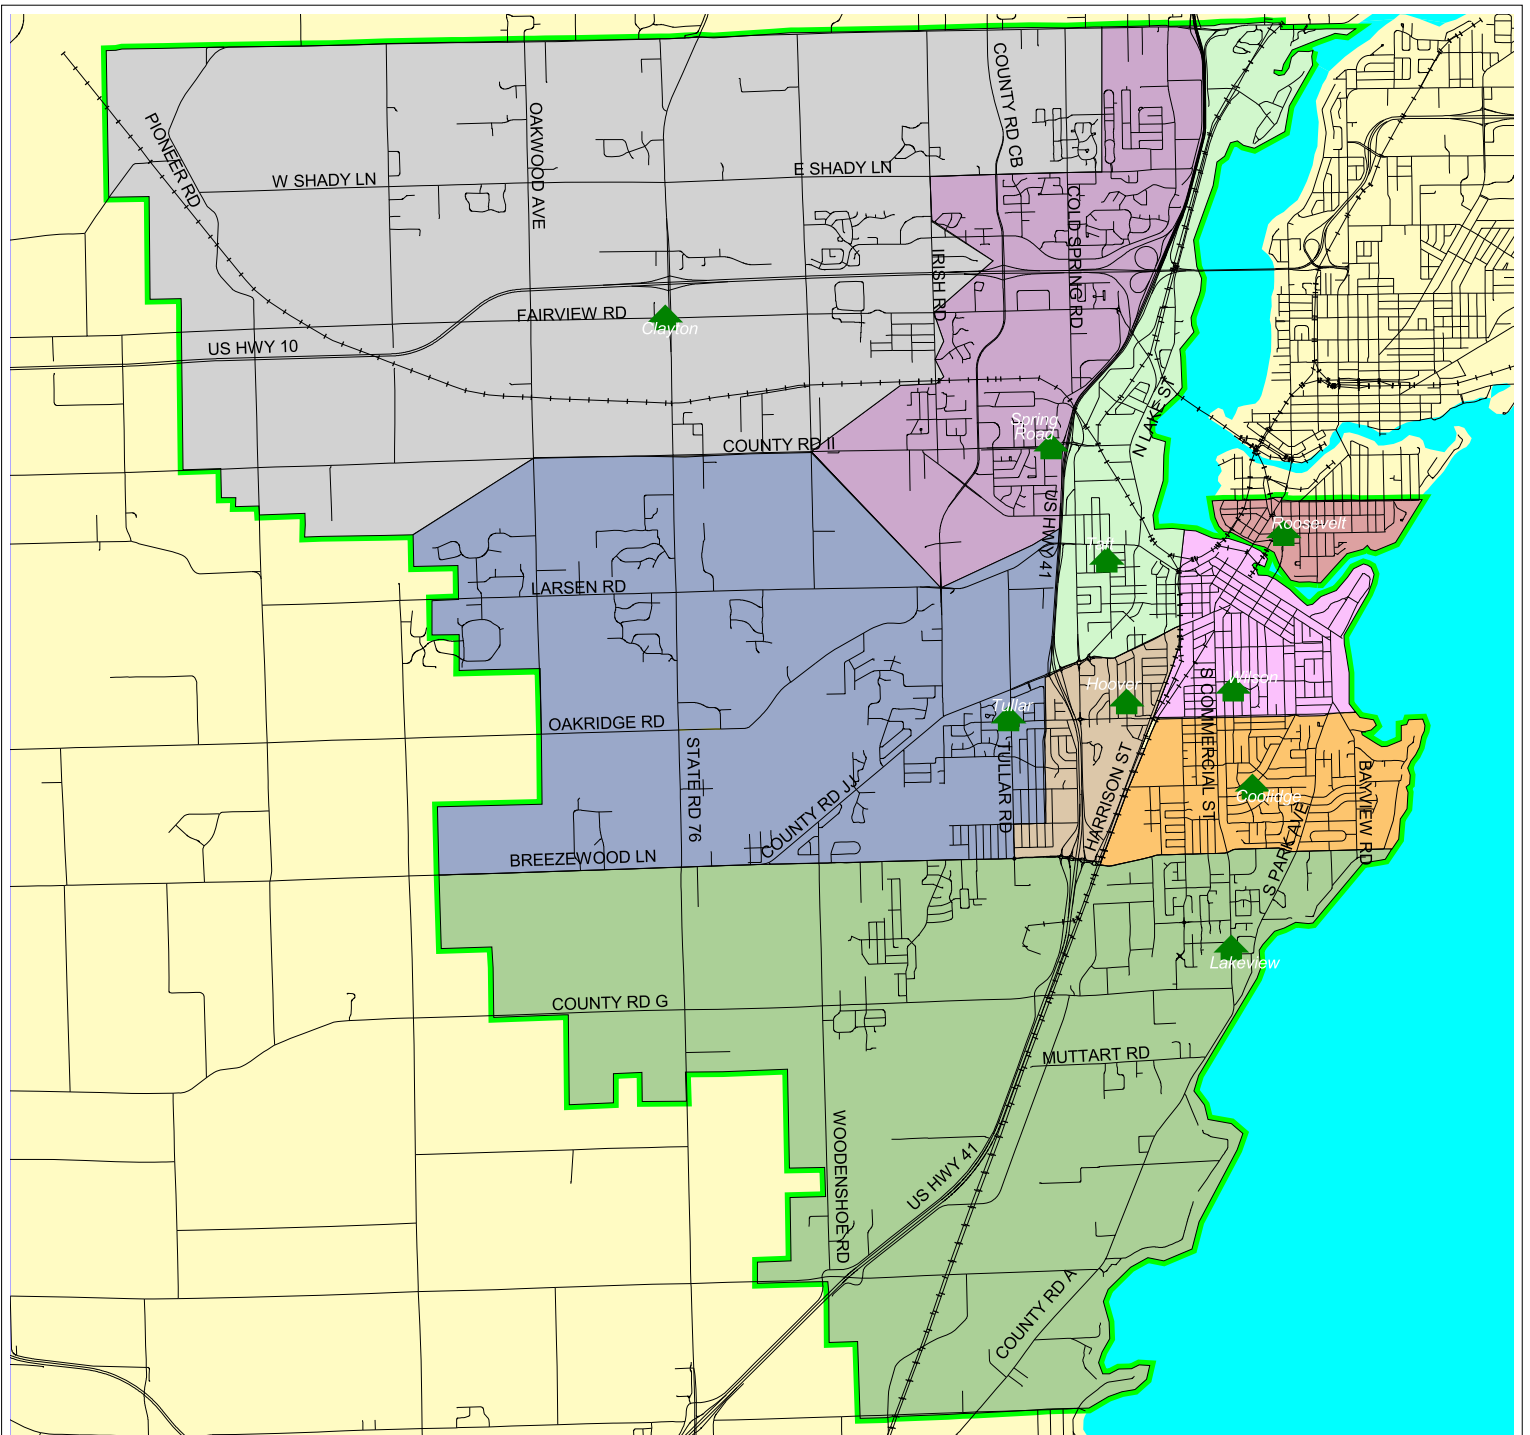 COUNTY RD CB
OAKWOOD AVE
PIONEER RD
W SHADY LN
E SHADY LN
COLD SPRING RD
IRISH RD
FAIRVIEW RD
Clayton
US HWY 10
N LAKE ST
Spring
Road
COUNTY RD II
US HWY 41
Roosevelt
Taft
LARSEN RD
Hoover
Wilson
S COMMERCIAL ST
Tullar
OAKRIDGE RD
STATE RD 76
TULLAR RD
HARRISON ST
BAYVIEW RD
Coolidge
COUNTY RD JJ
S PARK AVE
BREEZEWOOD LN
Lakeview
COUNTY RD G
MUTTART RD
WOODENSHOE RD
US HWY 41
COUNTY RD A